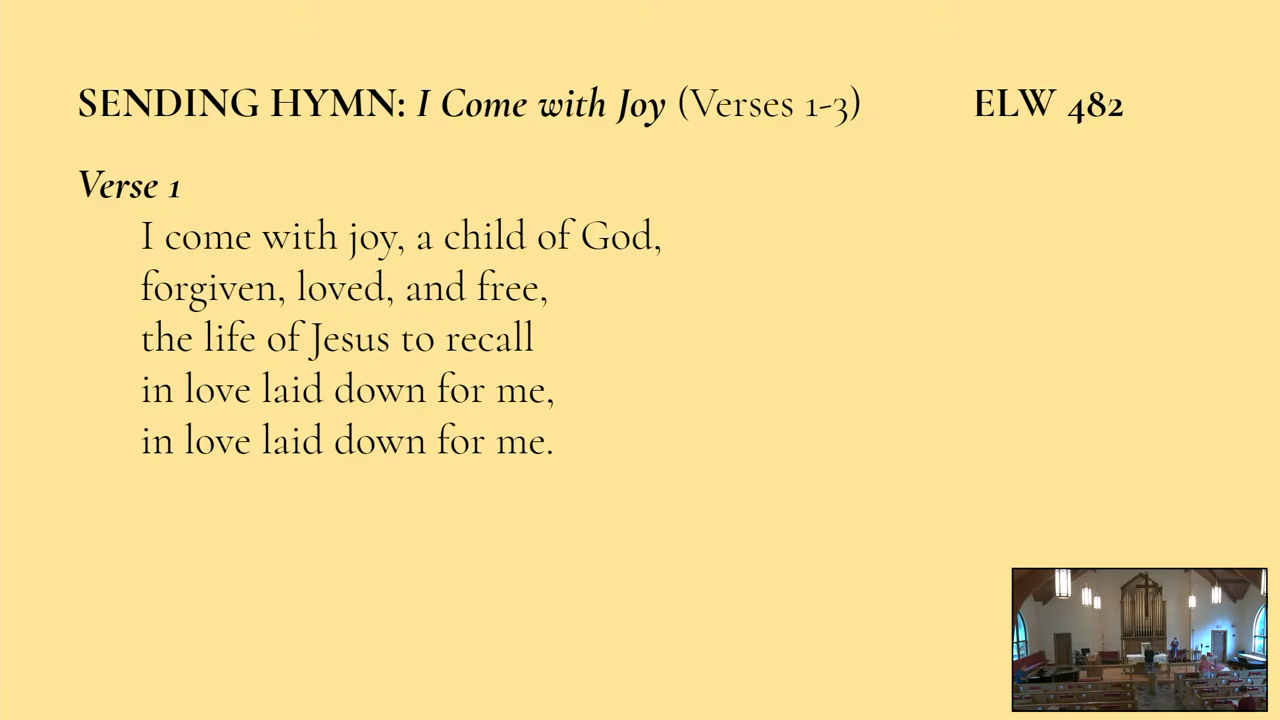 SENDING HYMN: I Come with Joy (Verses 1-3) ELW 482
Verse 1
I come with joy, a child of God,
forgiven, loved, and free,
the life of Jesus to recall
in love laid down for me,
in love laid down for me.